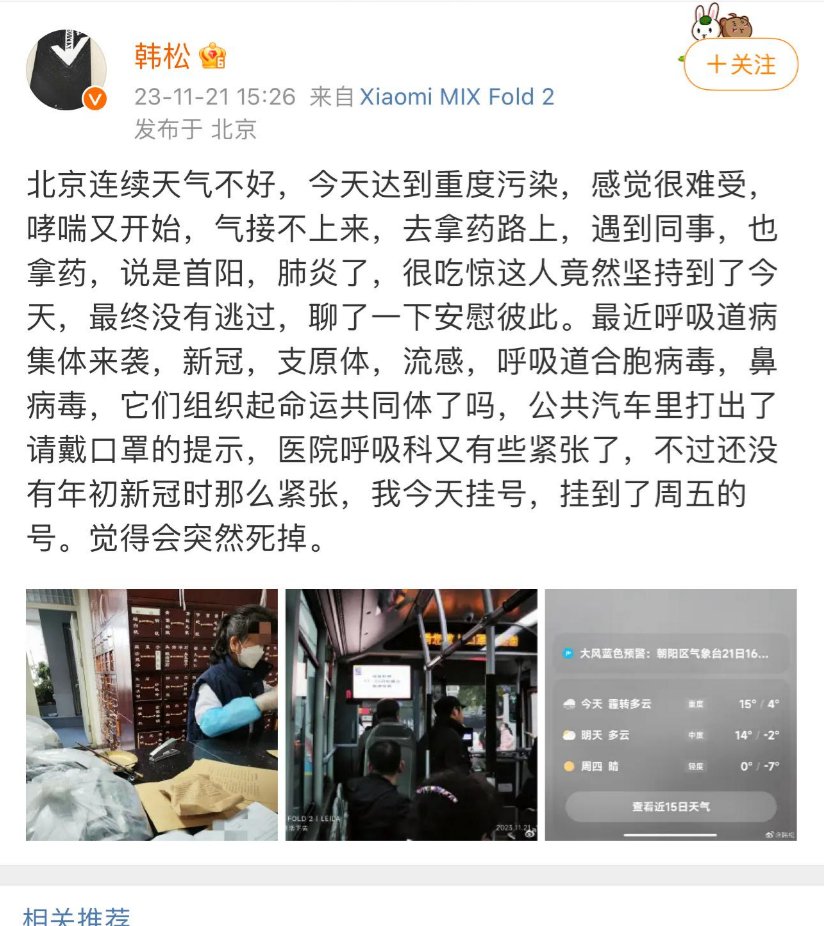 韩松
+关注
23-11-21 15:26 来自 Xiaomi MIX Fold 2
发布于 北京
北京连续天气不好，今天达到重度污染，感觉很难受，
哮喘又开始，气接不上来，去拿药路上，遇到同事，也
拿药，说是首阳，肺炎了，很吃惊这人竟然坚持到了今
天，最终没有逃过，聊了一下安慰彼此。最近呼吸道病
集体来袭，新冠，支原体，流感，呼吸道合胞病毒，鼻
病毒，它们组织起命运共同体了吗，公共汽车里打出了
请戴口罩的提示，医院呼吸科又有些紧张了，不过还没
有年初新冠时那么紧张，我今天挂号，挂到了周五的
号。觉得会突然死掉。
FOLD 2 | LEICA
2023.11.21
大风蓝色预警：朝阳区气象台21日16...
今天 霾转多云 重度 15° / 4°
明天 多云 中度 14° / -2°
周四 晴 轻度 0° / -7°
查看近15日天气
相关推荐